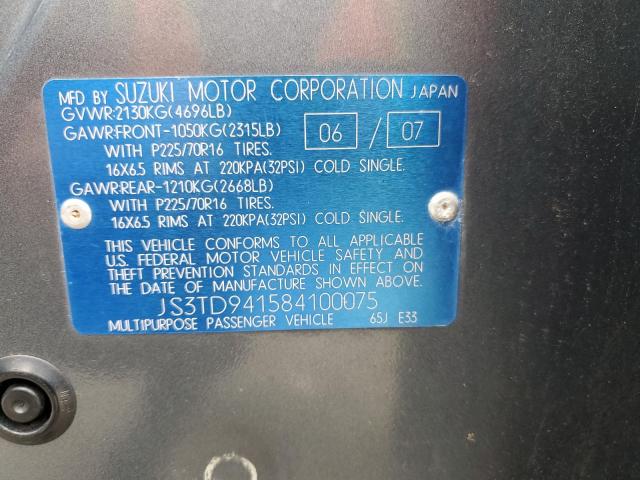 MFD BY SUZUKI MOTOR CORPORATION JAPAN
GVWR:2130KG(4696LB)
GAWR:FRONT-1050KG(2315LB) 06 / 07
WITH P225/70R16 TIRES.
16X6.5 RIMS AT 220KPA(32PSI) COLD SINGLE.
GAWR:REAR-1210KG(2668LB)
WITH P225/70R16 TIRES.
16X6.5 RIMS AT 220KPA(32PSI) COLD SINGLE.
THIS VEHICLE CONFORMS TO ALL APPLICABLE
U.S. FEDERAL MOTOR VEHICLE SAFETY AND
THEFT PREVENTION STANDARDS IN EFFECT ON
THE DATE OF MANUFACTURE SHOWN ABOVE.
JS3TD941584100075
MULTIPURPOSE PASSENGER VEHICLE 65J E33